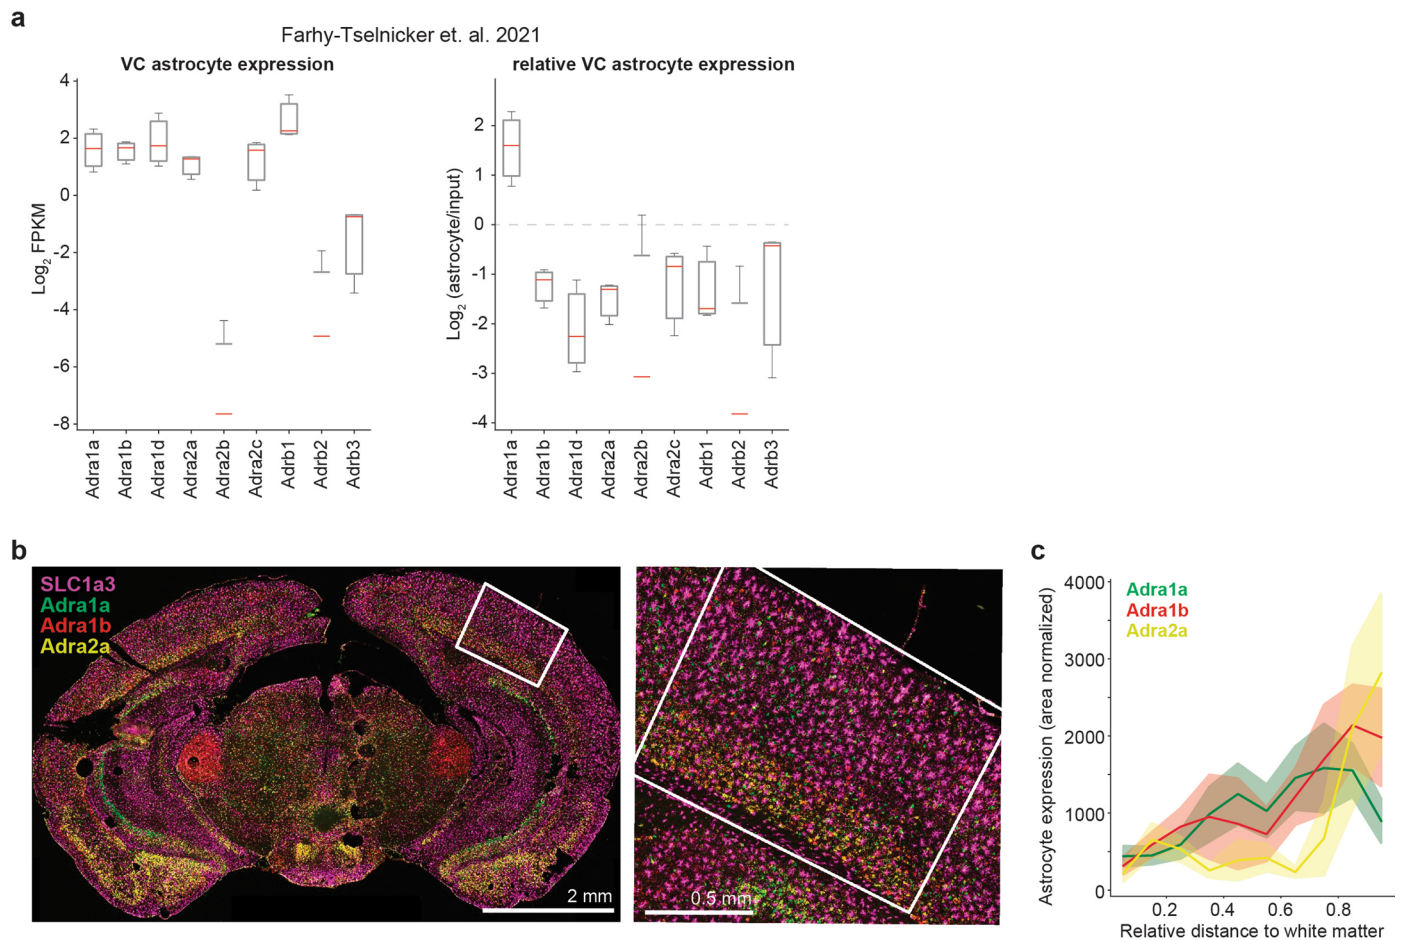 a
Farhy-Tselnicker et. al. 2021
VC astrocyte expression
Log2 FPKM
4
2
0
-2
-4
-6
-8
Adra1a
Adra1b
Adra1d
Adra2a
Adra2b
Adra2c
Adrb1
Adrb2
Adrb3
relative VC astrocyte expression
Log2 (astrocyte/input)
2
1
0
-1
-2
-3
-4
Adra1a
Adra1b
Adra1d
Adra2a
Adra2b
Adra2c
Adrb1
Adrb2
Adrb3
b
SLC1a3
Adra1a
Adra1b
Adra2a
2 mm
0.5 mm
c
Astrocyte expression (area normalized)
4000
3000
2000
1000
0
Adra1a
Adra1b
Adra2a
0.2
0.4
0.6
0.8
Relative distance to white matter